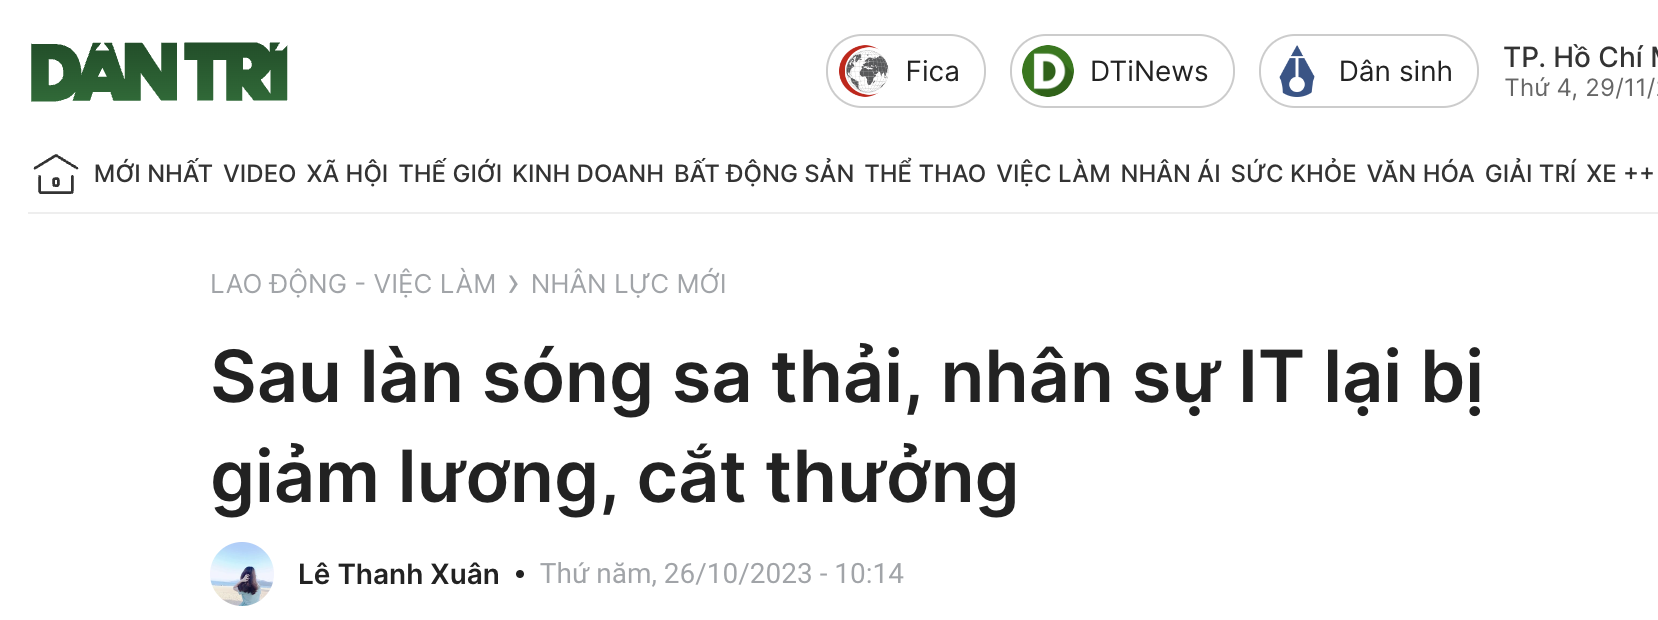 DÂN TRÍ
Fica
DTiNews
Dân sinh
TP. Hồ Chí
Thứ 4, 29/11/
MỚI NHẤT VIDEO XÃ HỘI THẾ GIỚI KINH DOANH BẤT ĐỘNG SẢN THỂ THAO VIỆC LÀM NHÂN ÁI SỨC KHỎE VĂN HÓA GIẢI TRÍ XE ++
LAO ĐỘNG - VIỆC LÀM › NHÂN LỰC MỚI
Sau làn sóng sa thải, nhân sự IT lại bị
giảm lương, cắt thưởng
Lê Thanh Xuân • Thứ năm, 26/10/2023 - 10:14